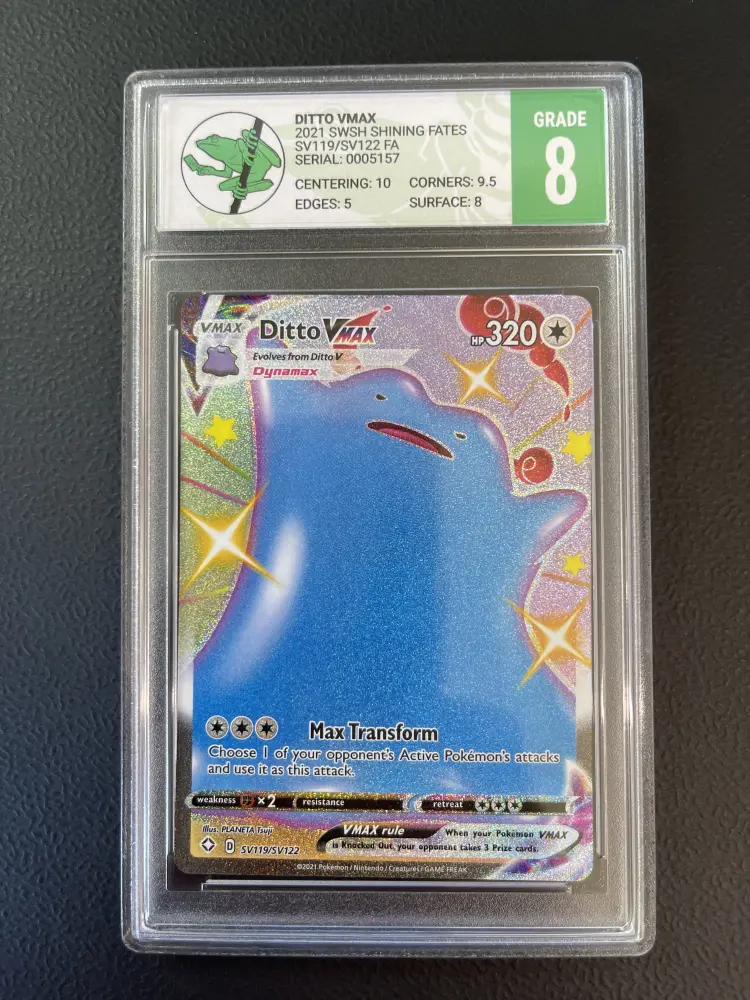 DITTO VMAX
2021 SWSH SHINING FATES
SV119/SV122 FA
SERIAL: 0005157
CENTERING: 10 CORNERS: 9.5
EDGES: 5 SURFACE: 8
GRADE
8
VMAX Ditto VMAX HP 320
Evolves from Ditto V
Dynamax
Max Transform
Choose 1 of your opponent's Active Pokémon's attacks
and use it as this attack.
weakness ×2 resistance retreat
Illus. PLANETA Tsuji
VMAX rule When your Pokémon VMAX
is Knocked Out, your opponent takes 3 Prize cards.
D SV119/SV122
©2021 Pokémon / Nintendo / Creatures / GAME FREAK